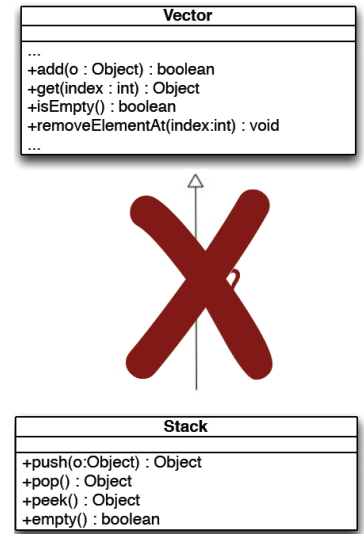 Vector
...
+add(o : Object) : boolean
+get(index : int) : Object
+isEmpty() : boolean
+removeElementAt(index:int) : void
...
Stack
+push(o:Object) : Object
+pop() : Object
+peek() : Object
+empty() : boolean